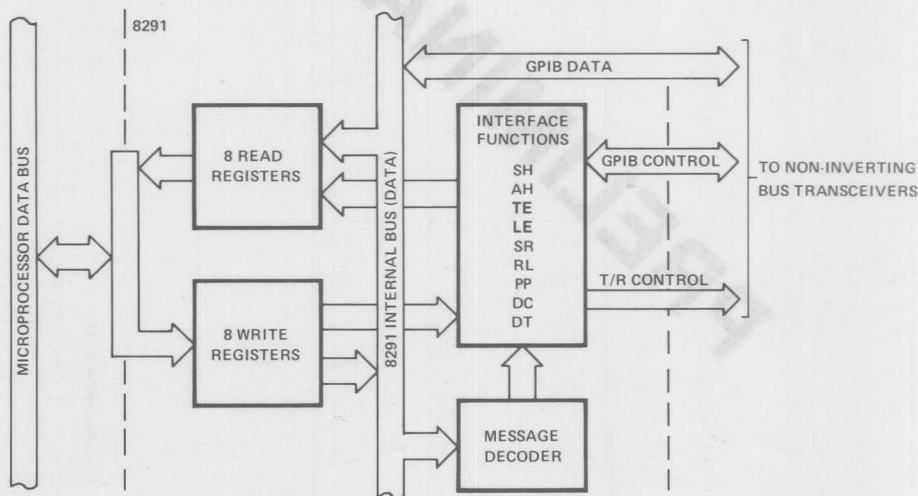 8291
MICROPROCESSOR DATA BUS
8 READ
REGISTERS
8 WRITE
REGISTERS
8291 INTERNAL BUS (DATA)
GPIB DATA
INTERFACE
FUNCTIONS
SH
AH
TE
LE
SR
RL
PP
DC
DT
GPIB CONTROL
T/R CONTROL
TO NON-INVERTING
BUS TRANSCEIVERS
MESSAGE
DECODER